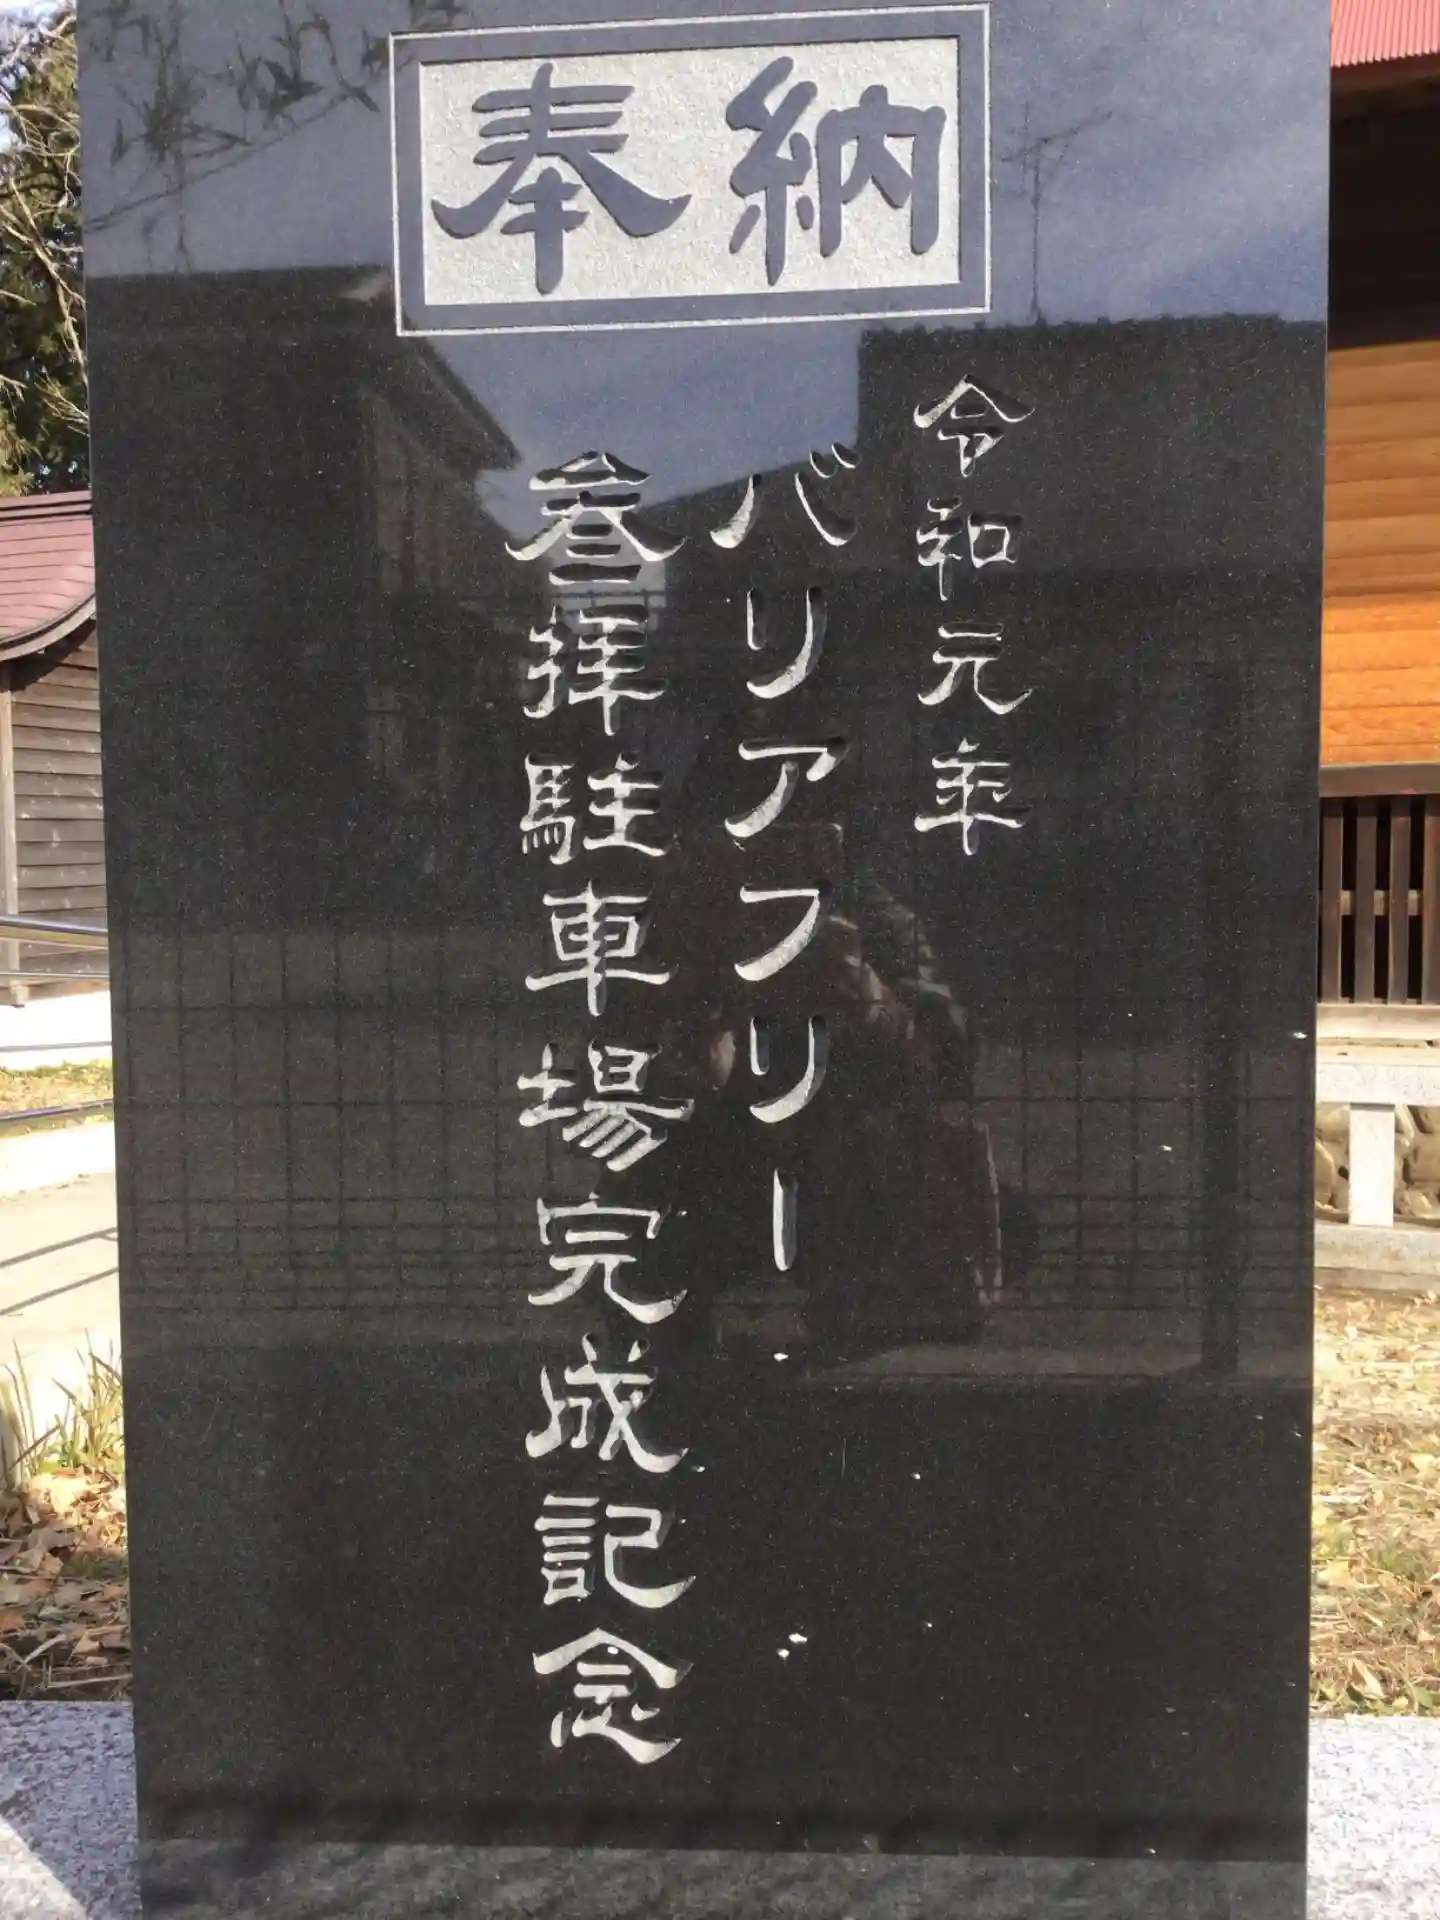 奉納
令和元年
バリアフリー
参拝駐車場完成記念